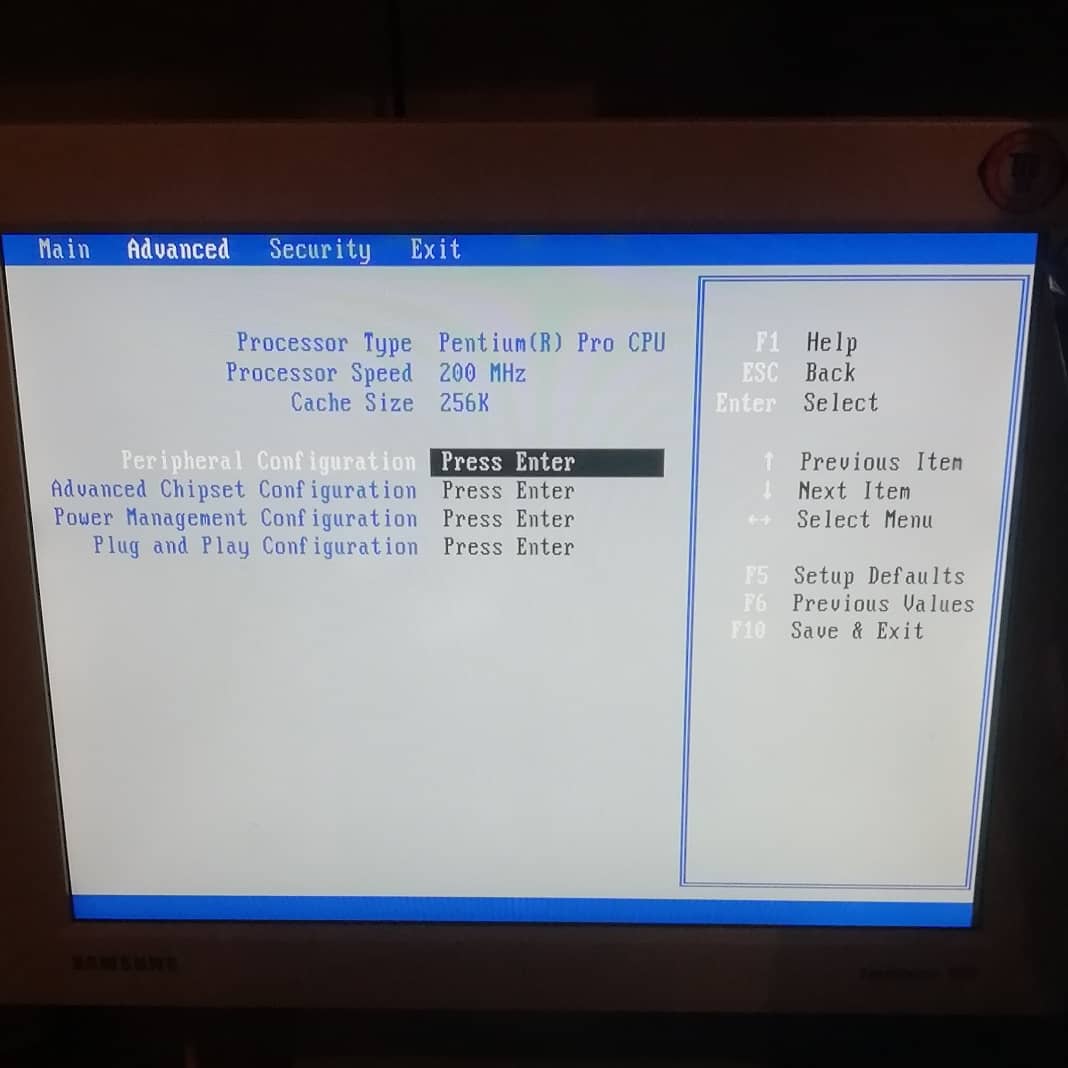 Main Advanced Security Exit
Processor Type Pentium(R) Pro CPU
Processor Speed 200 MHz
Cache Size 256K
Peripheral Configuration Press Enter
Advanced Chipset Configuration Press Enter
Power Management Configuration Press Enter
Plug and Play Configuration Press Enter
F1 Help
ESC Back
Enter Select
↑ Previous Item
↓ Next Item
↔ Select Menu
F5 Setup Defaults
F6 Previous Values
F10 Save & Exit
SAMSUNG